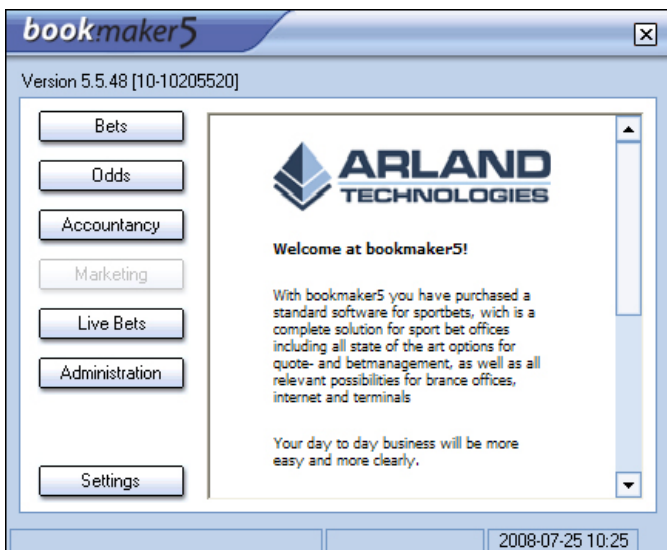 bookmaker5
Version 5.5.48 [10-10205520]
Bets
Odds
Accountancy
Marketing
Live Bets
Administration
Settings
ARLAND
TECHNOLOGIES
Welcome at bookmaker5!
With bookmaker5 you have purchased a
standard software for sportbets, wich is a
complete solution for sport bet offices
including all state of the art options for
quote- and betmanagement, as well as all
relevant possibilities for brance offices,
internet and terminals
Your day to day business will be more
easy and more clearly.
2008-07-25 10:25